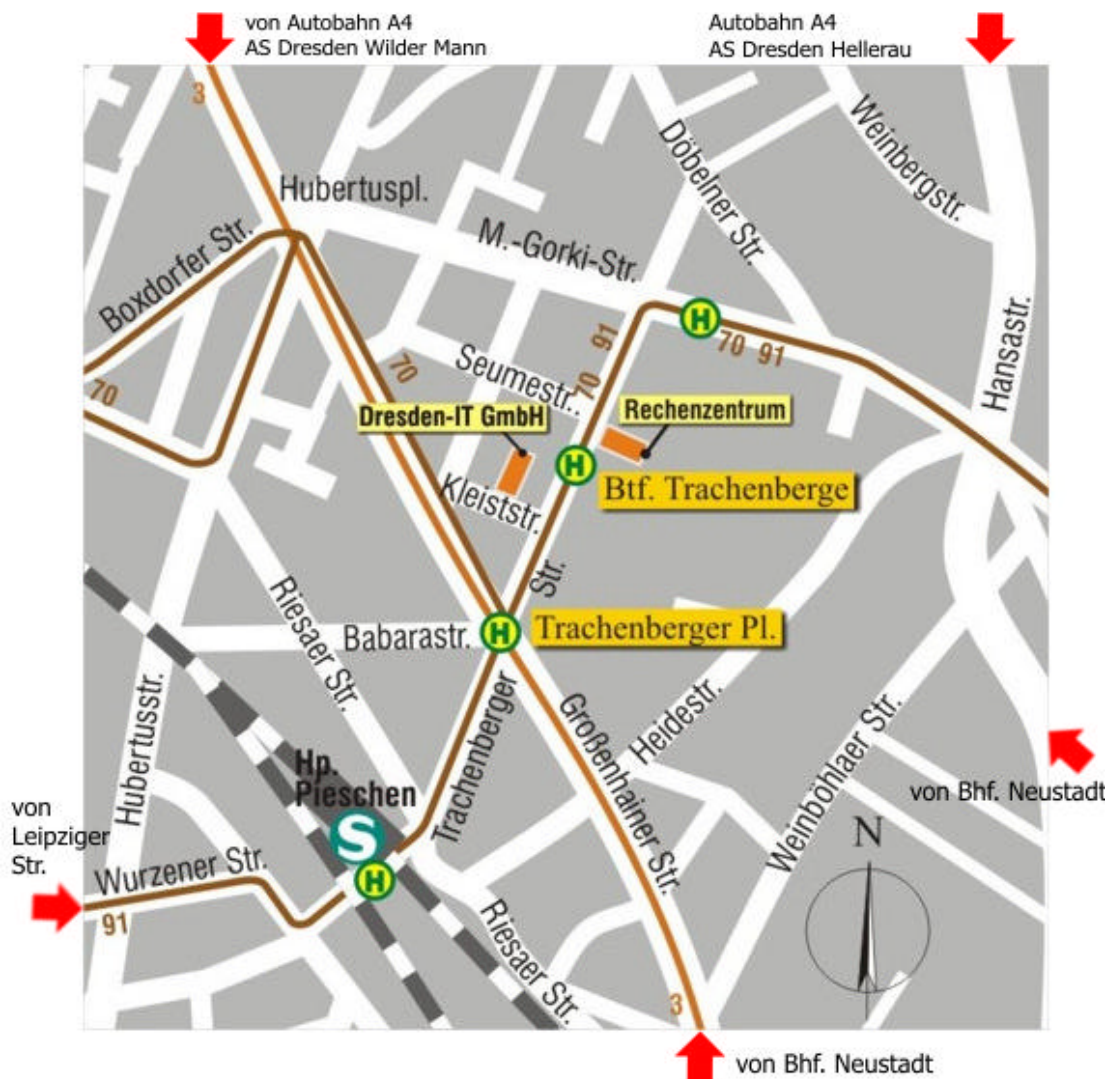 von Autobahn A4
AS Dresden Wilder Mann
Autobahn A4
AS Dresden Hellerau
3
Hubertuspl.
Weinbergstr.
Döbelner Str.
M.-Gorki-Str.
Boxdorfer Str.
Hansastr.
H
70 91
91
70
70
70
Seumestr.
Dresden-IT GmbH
Rechenzentrum
H
Btf. Trachenberge
Kleiststr.
Str.
H
Trachenberger Pl.
Babarastr.
Riesaer Str.
Trachenberger
Großenhainer Str.
Heidestr.
Weinböhlaer Str.
Hubertusstr.
Hp.
Pieschen
S
H
von Bhf. Neustadt
von
Leipziger
Str.
Wurzener Str.
91
N
Riesaer Str.
3
von Bhf. Neustadt